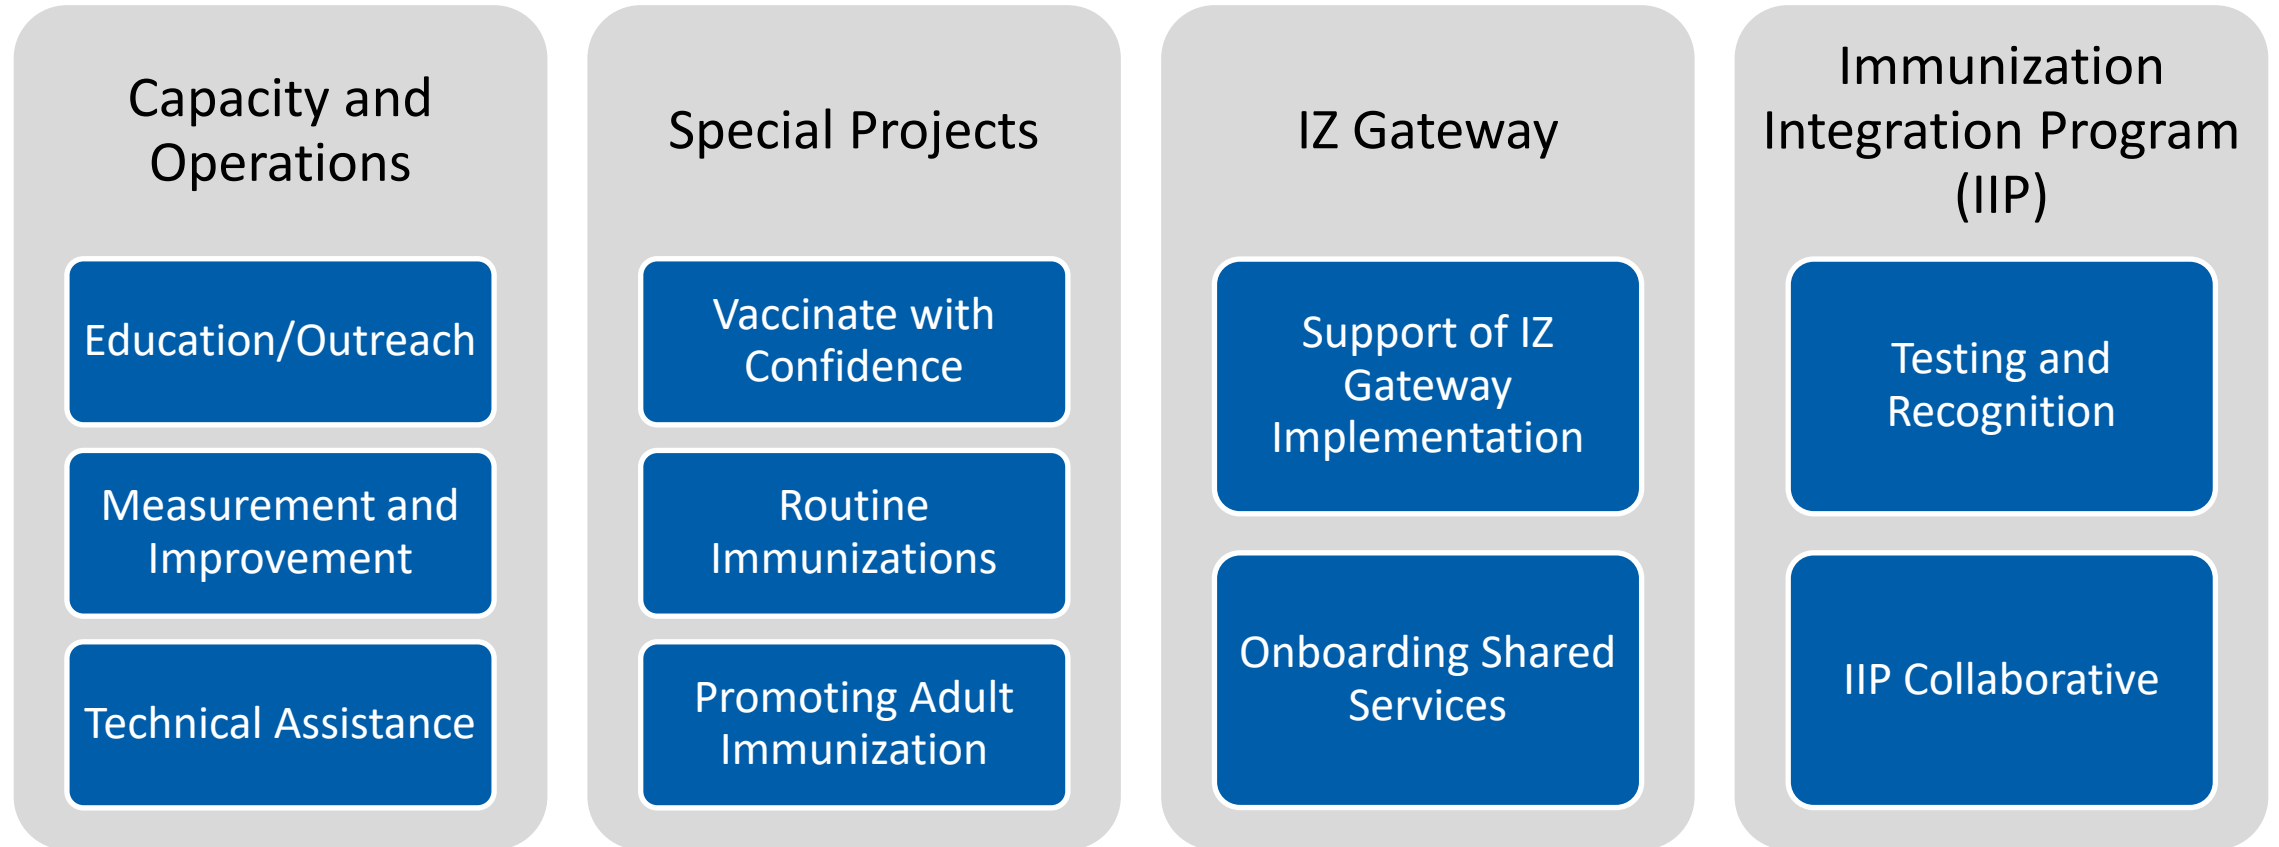 Capacity and
Operations
Education/Outreach
Measurement and
Improvement
Technical Assistance
Special Projects
Vaccinate with
Confidence
Routine
Immunizations
Promoting Adult
Immunization
IZ Gateway
Support of IZ
Gateway
Implementation
Onboarding Shared
Services
Immunization
Integration Program
(IIP)
Testing and
Recognition
IIP Collaborative